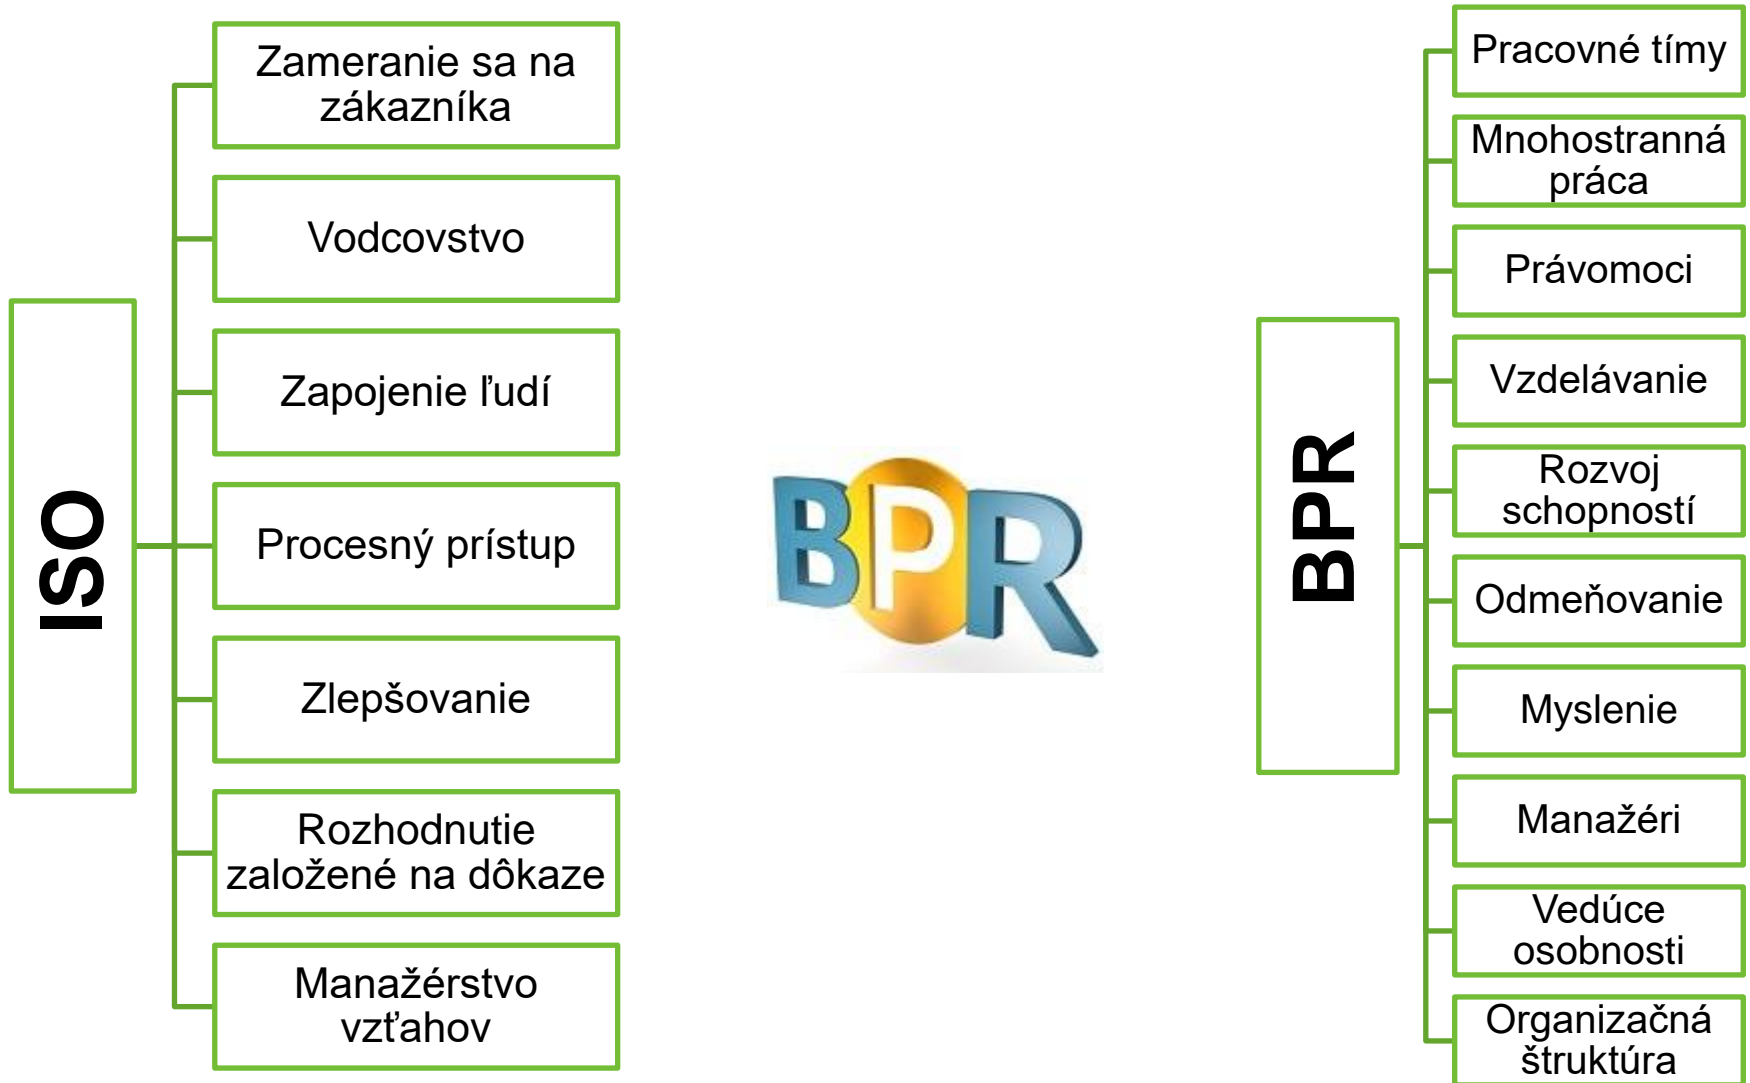 ISO
Zameranie sa na
zákazníka
Vodcovstvo
Zapojenie ľudí
Procesný prístup
Zlepšovanie
Rozhodnutie
založené na dôkaze
Manažérstvo
vzťahov
BPR
BPR
Pracovné tímy
Mnohostranná
práca
Právomoci
Vzdelávanie
Rozvoj
schopností
Odmeňovanie
Myslenie
Manažéri
Vedúce
osobnosti
Organizačná
štruktúra